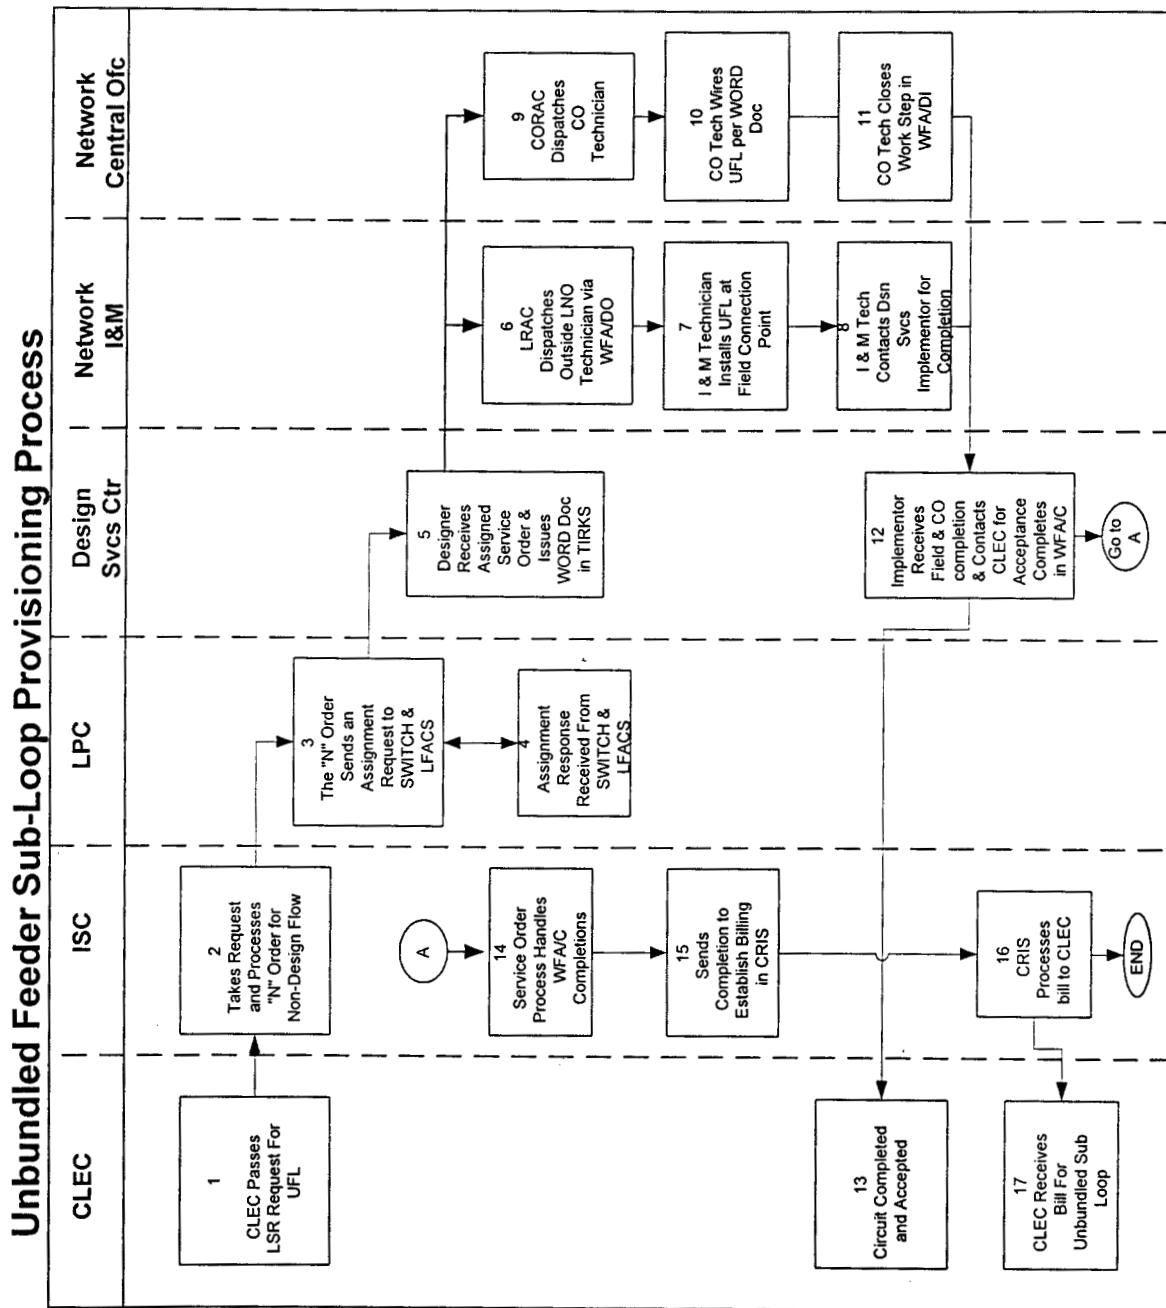 Unbundled Feeder Sub-Loop Provisioning Process
CLEC
ISC
LPC
Design
Svcs Ctr
Network
I&M
Network
Central Ofc
1
CLEC Passes
LSR Request For
UFL
2
Takes Request
and Processes
"N" Order for
Non-Design Flow
3
The "N" Order
Sends an
Assignment
Request to
SWITCH &
LFACS
4
Assignment
Response
Received From
SWITCH &
LFACS
5
Designer
Receives
Assigned
Service
Order &
Issues
WORD Doc
in TIRKS
6
LRAC
Dispatches
Outside LNO
Technician via
WFA/DO
7
I & M Technician
Installs UFL at
Field Connection
Point
8
I & M Tech
Contacts Dsn
Svcs
Implementor for
Completion
9
CORAC
Dispatches
CO
Technician
10
CO Tech Wires
UFL per WORD
Doc
11
CO Tech Closes
Work Step in
WFA/DI
12
Implementor
Receives
Field & CO
completion
& Contacts
CLEC for
Acceptance
Completes
in WFA/C
Go to
A
13
Circuit Completed
and Accepted
A
14
Service Order
Process Handles
WFA/C
Completions
15
Sends
Completion to
Establish Billing
in CRIS
16
CRIS
Processes
bill to CLEC
END
17
CLEC Receives
Bill For
Unbundled Sub
Loop